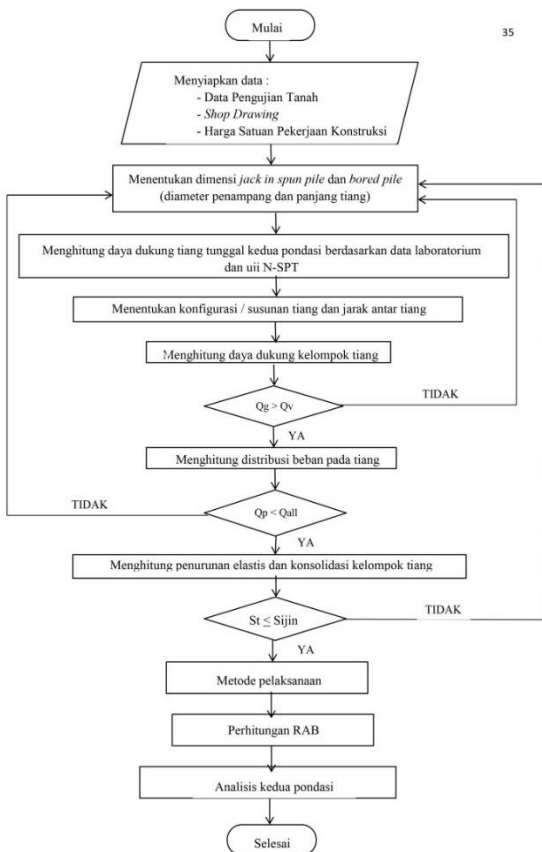 Mulai
35
Menyiapkan data :
- Data Pengujian Tanah
- Shop Drawing
- Harga Satuan Pekerjaan Konstruksi
Menentukan dimensi jack in spun pile dan bored pile
(diameter penampang dan panjang tiang)
Menghitung daya dukung tiang tunggal kedua pondasi berdasarkan data laboratorium
dan uii N-SPT
Menentukan konfigurasi / susunan tiang dan jarak antar tiang
Menghitung daya dukung kelompok tiang
Qg > Qv
TIDAK
YA
Menghitung distribusi beban pada tiang
TIDAK
Qp < Qall
YA
Menghitung penurunan elastis dan konsolidasi kelompok tiang
St ≤ Sijin
TIDAK
YA
Metode pelaksanaan
Perhitungan RAB
Analisis kedua pondasi
Selesai